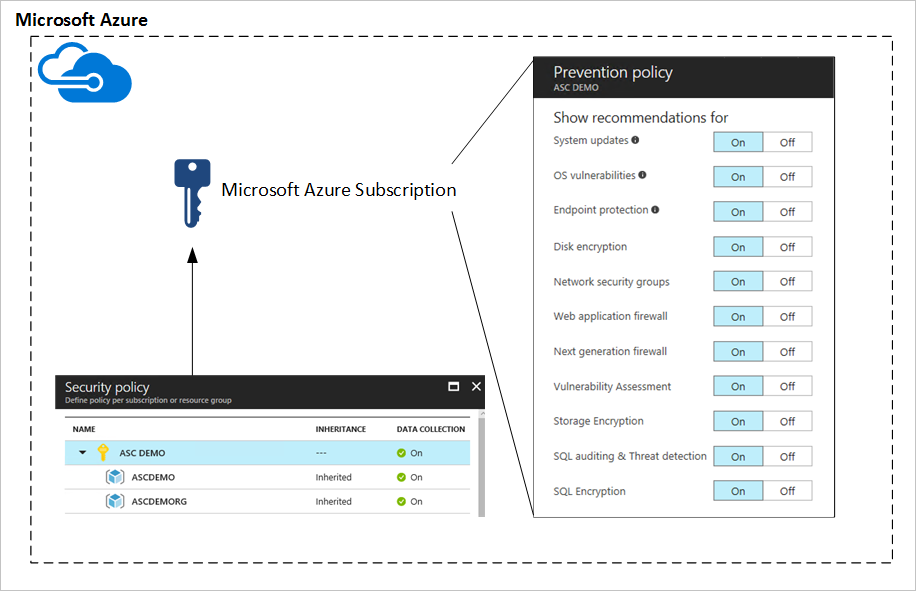 Microsoft Azure
Prevention policy
ASC DEMO
Show recommendations for
System updates On Off
OS vulnerabilities On Off
Endpoint protection On Off
Disk encryption On Off
Network security groups On Off
Web application firewall On Off
Next generation firewall On Off
Vulnerability Assessment On Off
Storage Encryption On Off
SQL auditing & Threat detection On Off
SQL Encryption On Off
Microsoft Azure Subscription
Security policy
Define policy per subscription or resource group
NAME INHERITANCE DATA COLLECTION
ASC DEMO --- On
ASCDEMO Inherited On
ASCDEMORG Inherited On